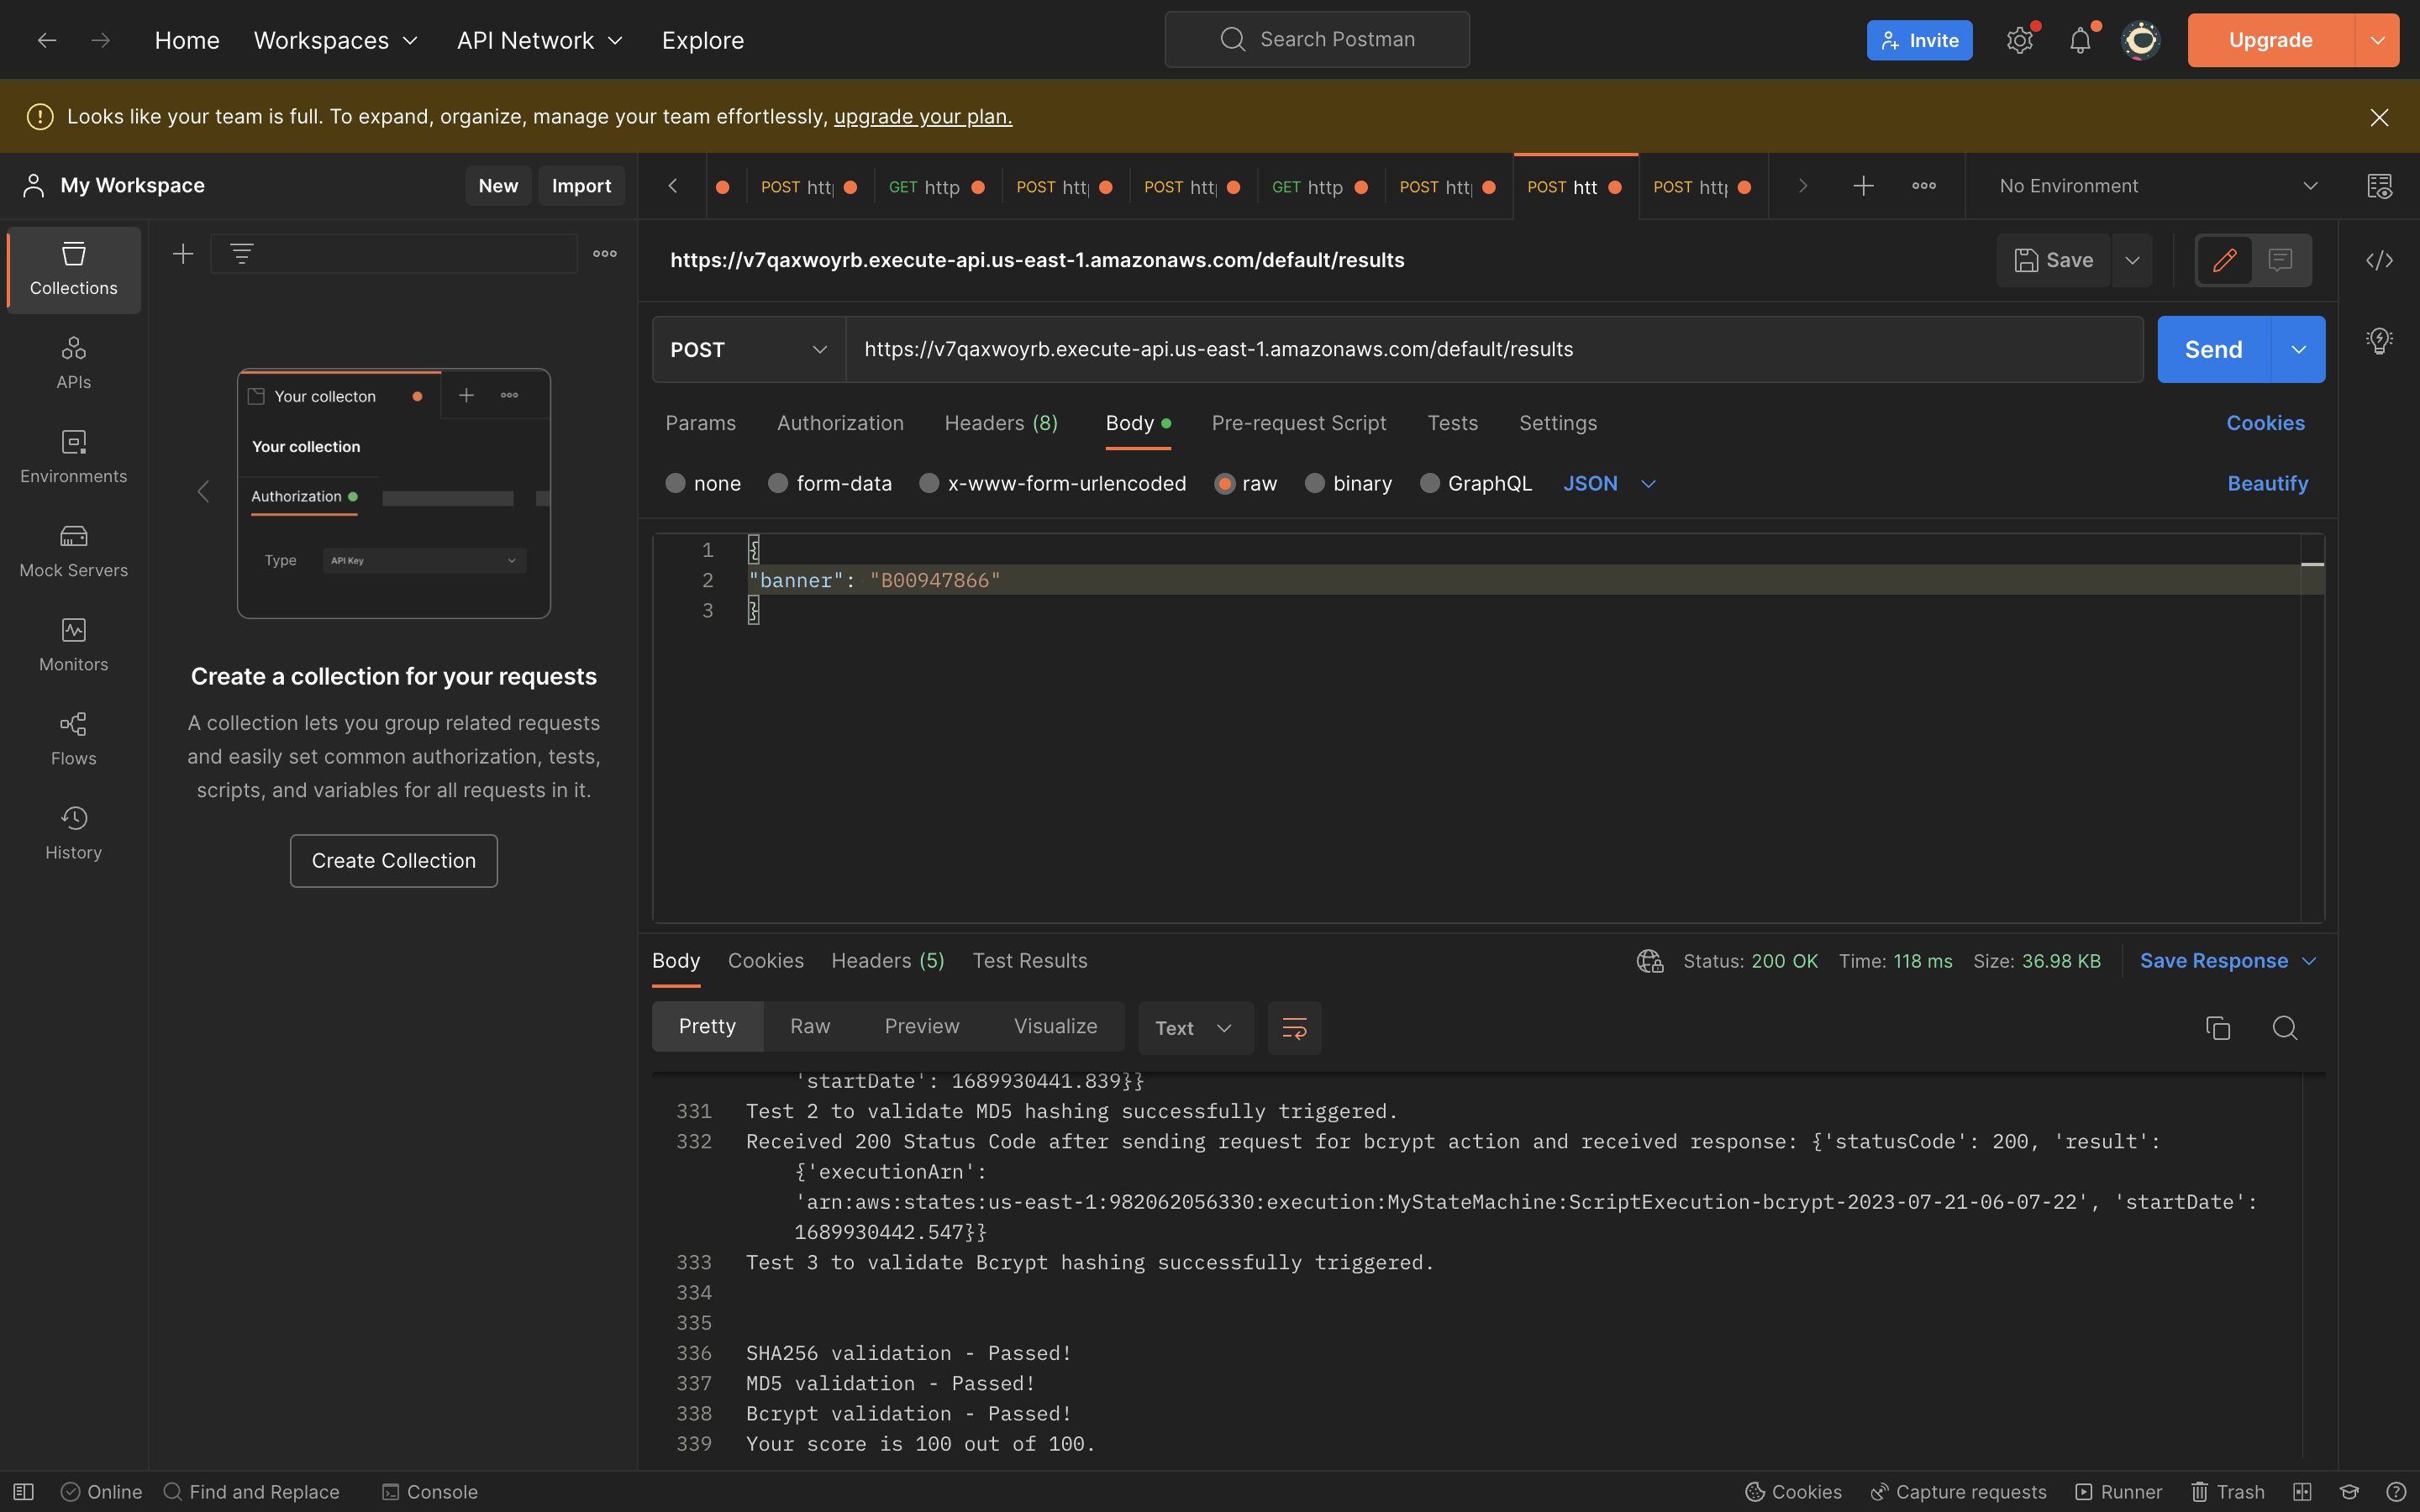 Home Workspaces API Network Explore Search Postman Invite Upgrade
Looks like your team is full. To expand, organize, manage your team effortlessly, upgrade your plan.
My Workspace New Import
POST http GET http POST http POST http GET http POST http POST htt POST http No Environment
Collections
APIs
Environments
Mock Servers
Monitors
Flows
History
Your collecton
Your collection
Authorization
Type API Key
Create a collection for your requests
A collection lets you group related requests
and easily set common authorization, tests,
scripts, and variables for all requests in it.
Create Collection
https://v7qaxwoyrb.execute-api.us-east-1.amazonaws.com/default/results Save
POST https://v7qaxwoyrb.execute-api.us-east-1.amazonaws.com/default/results Send
Params Authorization Headers (8) Body Pre-request Script Tests Settings Cookies
none form-data x-www-form-urlencoded raw binary GraphQL JSON Beautify
1 {
2 "banner": "B00947866"
3 }
Body Cookies Headers (5) Test Results Status: 200 OK Time: 118 ms Size: 36.98 KB Save Response
Pretty Raw Preview Visualize Text
'startDate': 1689930441.839}}
331 Test 2 to validate MD5 hashing successfully triggered.
332 Received 200 Status Code after sending request for bcrypt action and received response: {'statusCode': 200, 'result':
{'executionArn':
'arn:aws:states:us-east-1:982062056330:execution:MyStateMachine:ScriptExecution-bcrypt-2023-07-21-06-07-22', 'startDate':
1689930442.547}}
333 Test 3 to validate Bcrypt hashing successfully triggered.
334
335
336 SHA256 validation - Passed!
337 MD5 validation - Passed!
338 Bcrypt validation - Passed!
339 Your score is 100 out of 100.
Online Find and Replace Console Cookies Capture requests Runner Trash